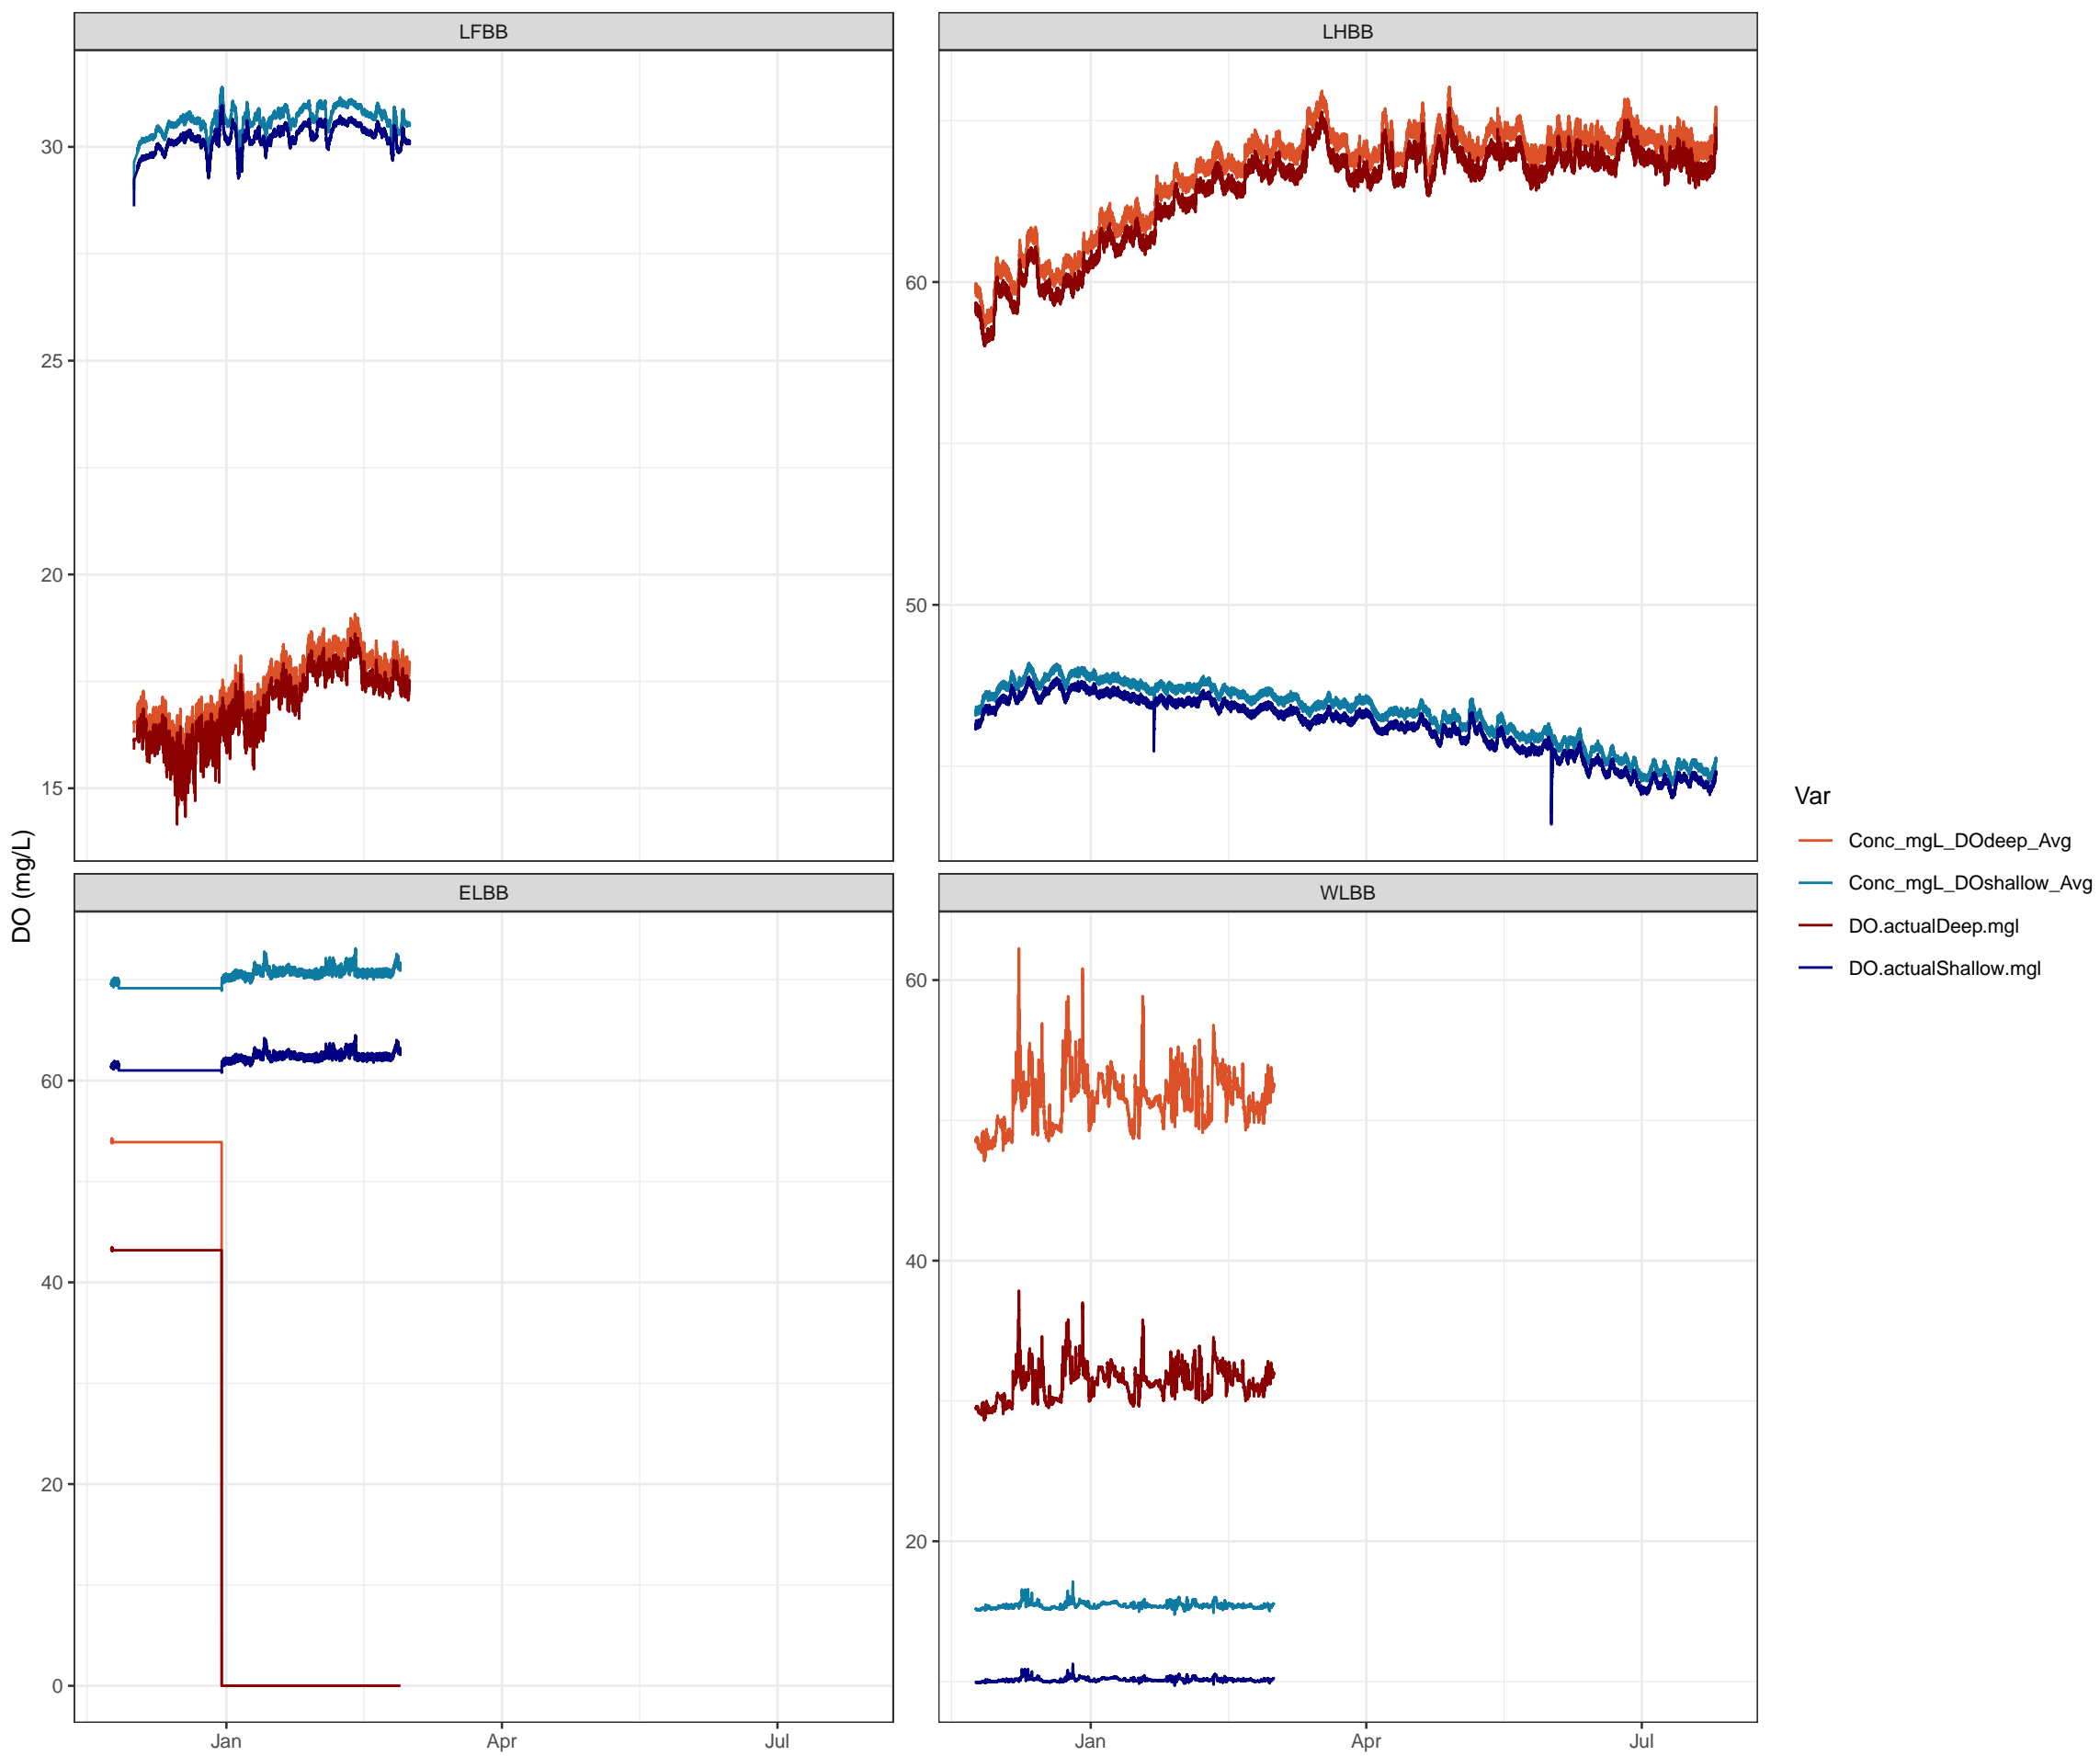 LFBB
LHBB
30
25
20
15
60
50
DO (mg/L)
ELBB
WLBB
60
40
20
0
60
40
20
Jan
Apr
Jul
Jan
Apr
Jul
Var
Conc_mgL_DOdeep_Avg
Conc_mgL_DOshallow_Avg
DO.actualDeep.mgl
DO.actualShallow.mgl